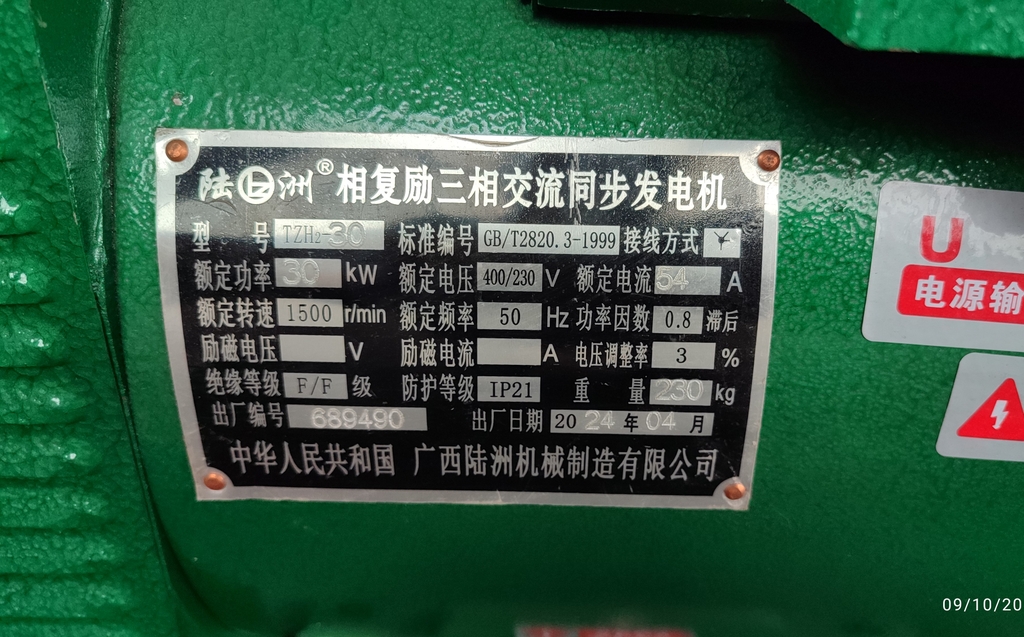 陆洲®相复励三相交流同步发电机
型 号 TZH₂-30 标准编号 GB/T2820.3-1999 接线方式 Y
额定功率 30 kW 额定电压 400/230 V 额定电流 54 A
额定转速 1500 r/min 额定频率 50 Hz 功率因数 0.8 滞后
励磁电压 V 励磁电流 A 电压调整率 3 %
绝缘等级 F/F 级 防护等级 IP21 重 量 230 kg
出厂编号 689490 出厂日期 2024年04月
中华人民共和国 广西陆洲机械制造有限公司
U
电源输
09/10/20